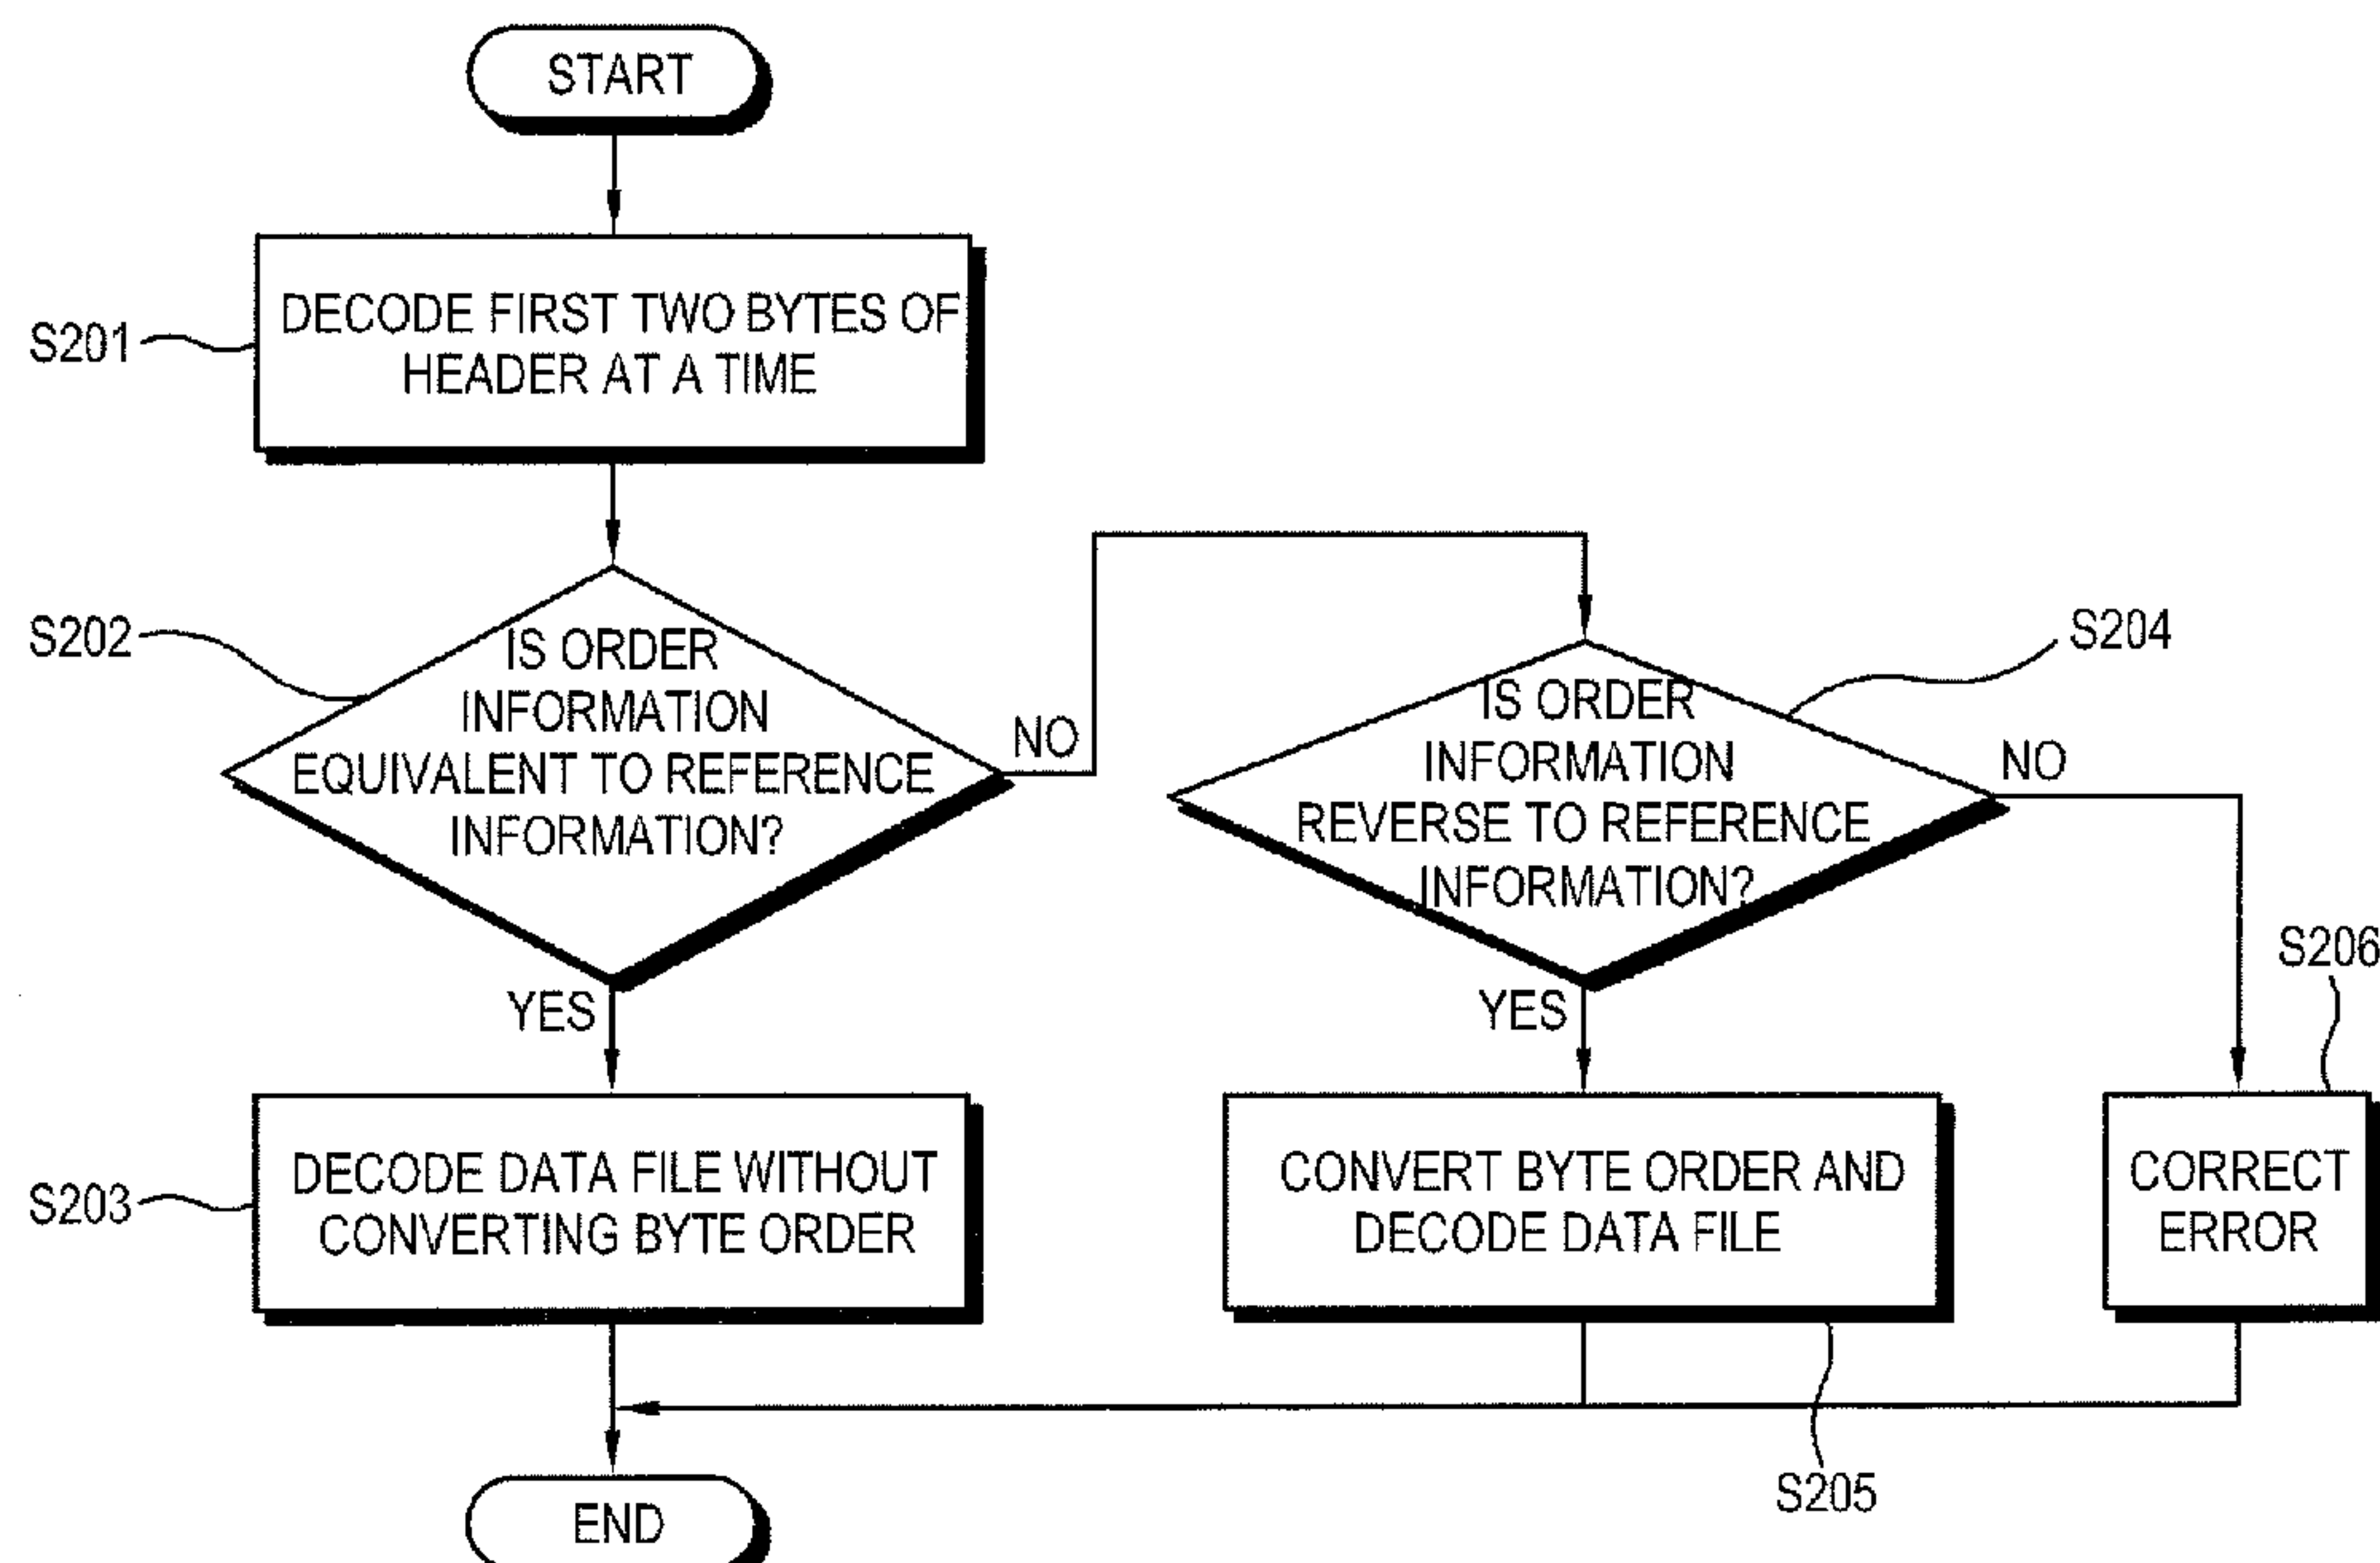 START
S201
DECODE FIRST TWO BYTES OF
HEADER AT A TIME
S202
IS ORDER
INFORMATION
EQUIVALENT TO REFERENCE
INFORMATION?
NO
YES
S204
IS ORDER
INFORMATION
REVERSE TO REFERENCE
INFORMATION?
NO
YES
S203
DECODE DATA FILE WITHOUT
CONVERTING BYTE ORDER
CONVERT BYTE ORDER AND
DECODE DATA FILE
S205
S206
CORRECT
ERROR
END